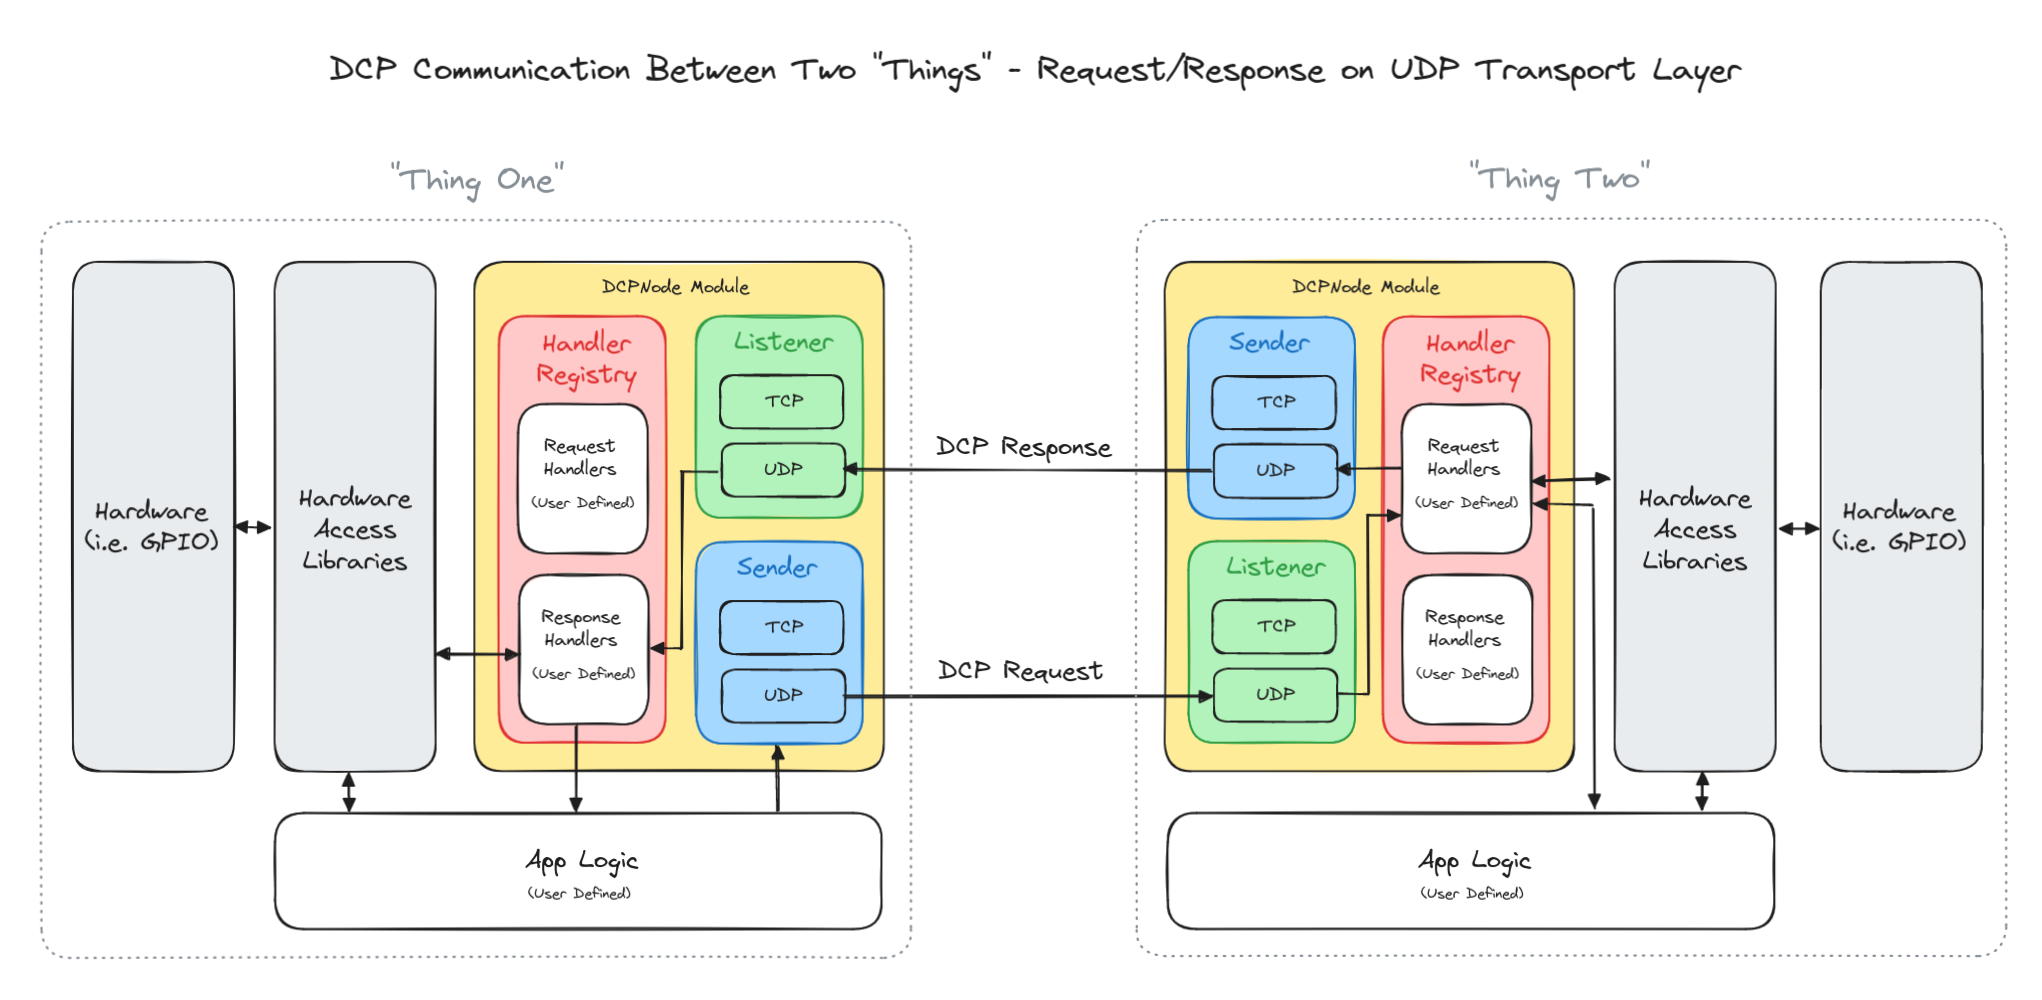 DCP Communication Between Two "Things" - Request/Response on UDP Transport Layer
"Thing One"
Hardware
(i.e. GPIO)
Hardware
Access
Libraries
DCPNode Module
Handler
Registry
Request
Handlers
(User Defined)
Response
Handlers
(User Defined)
Listener
TCP
UDP
Sender
TCP
UDP
App Logic
(User Defined)
DCP Response
DCP Request
"Thing Two"
DCPNode Module
Sender
TCP
UDP
Listener
TCP
UDP
Handler
Registry
Request
Handlers
(User Defined)
Response
Handlers
(User Defined)
Hardware
Access
Libraries
Hardware
(i.e. GPIO)
App Logic
(User Defined)